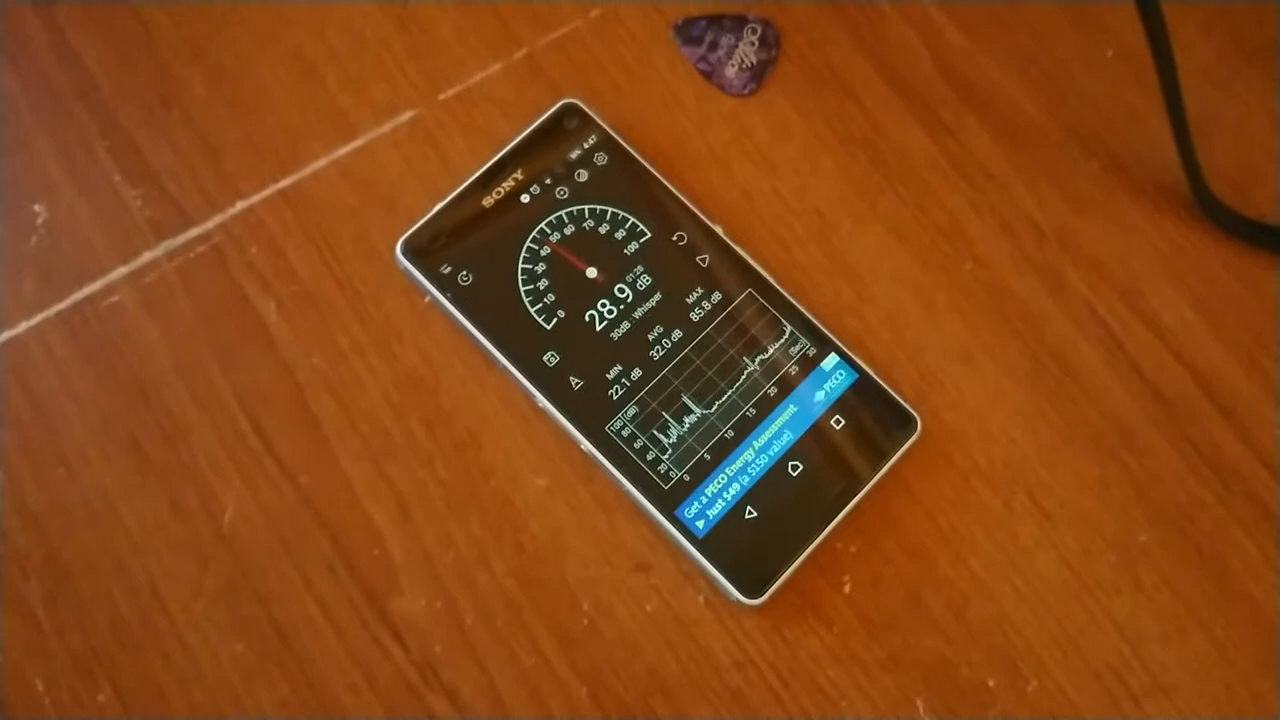 Alice
4:47
SONY
0
10
20
30
40
50
60
70
80
90
100
01:28
28.9 dB
30dB : Whisper
MIN
AVG
MAX
22.1 dB
32.0 dB
85.8 dB
100 (dB)
80
60
40
20
0
0
5
10
15
20
25
30
(Sec)
Get a PECO Energy Assessment
Just $49 (a $150 value)
PECO
A